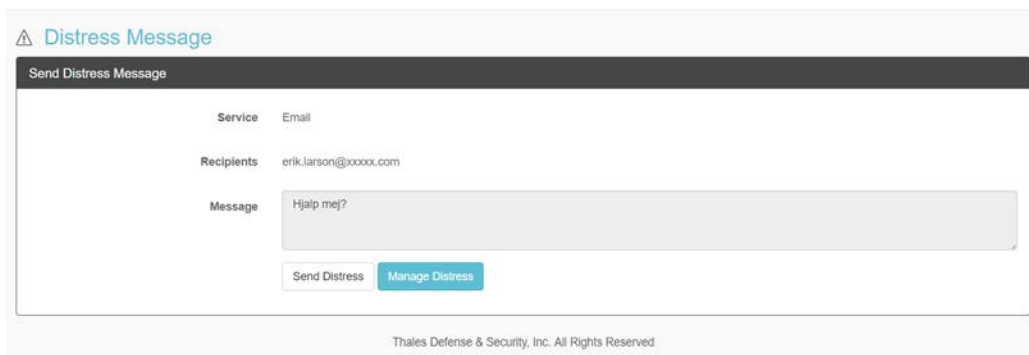 Distress Message
Send Distress Message
Service Email
Recipients erik.larson@xxxxx.com
Message Hjalp mej?
Send Distress Manage Distress
Thales Defense & Security, Inc. All Rights Reserved